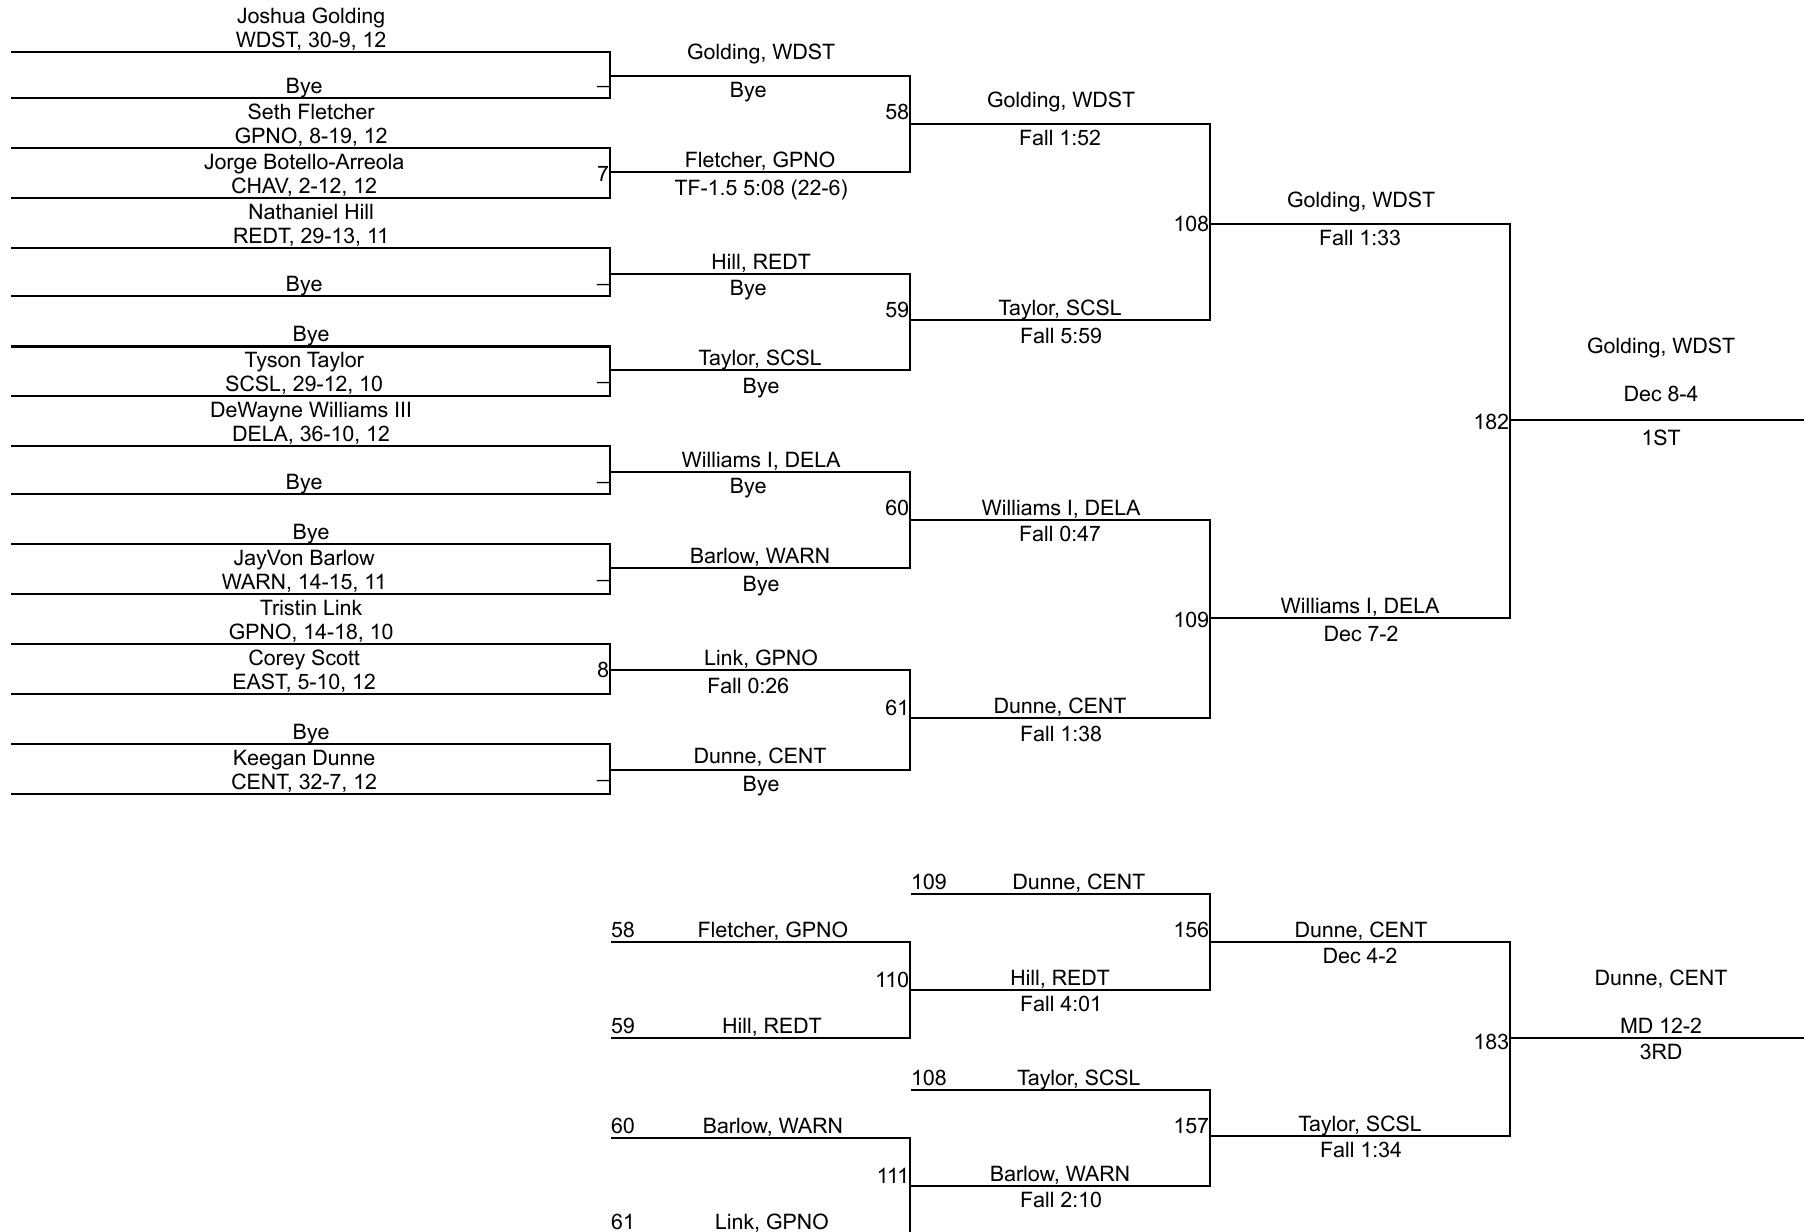 Joshua Golding
WDST, 30-9, 12
Bye
Seth Fletcher
GPNO, 8-19, 12
Jorge Botello-Arreola
CHAV, 2-12, 12
Nathaniel Hill
REDT, 29-13, 11
Bye
Bye
Tyson Taylor
SCSL, 29-12, 10
DeWayne Williams III
DELA, 36-10, 12
Bye
Bye
JayVon Barlow
WARN, 14-15, 11
Tristin Link
GPNO, 14-18, 10
Corey Scott
EAST, 5-10, 12
Bye
Keegan Dunne
CENT, 32-7, 12
–
7
–
–
–
–
8
–
Golding, WDST
Bye
Fletcher, GPNO
TF-1.5 5:08 (22-6)
Hill, REDT
Bye
Taylor, SCSL
Bye
Williams I, DELA
Bye
Barlow, WARN
Bye
Link, GPNO
Fall 0:26
Dunne, CENT
Bye
58
59
60
61
Golding, WDST
Fall 1:52
Taylor, SCSL
Fall 5:59
Williams I, DELA
Fall 0:47
Dunne, CENT
Fall 1:38
108
109
Golding, WDST
Fall 1:33
Williams I, DELA
Dec 7-2
182
Golding, WDST
Dec 8-4
1ST
58 Fletcher, GPNO
59 Hill, REDT
60 Barlow, WARN
61 Link, GPNO
110
111
109 Dunne, CENT
Hill, REDT
Fall 4:01
108 Taylor, SCSL
Barlow, WARN
Fall 2:10
156
157
Dunne, CENT
Dec 4-2
Taylor, SCSL
Fall 1:34
183
Dunne, CENT
MD 12-2
3RD